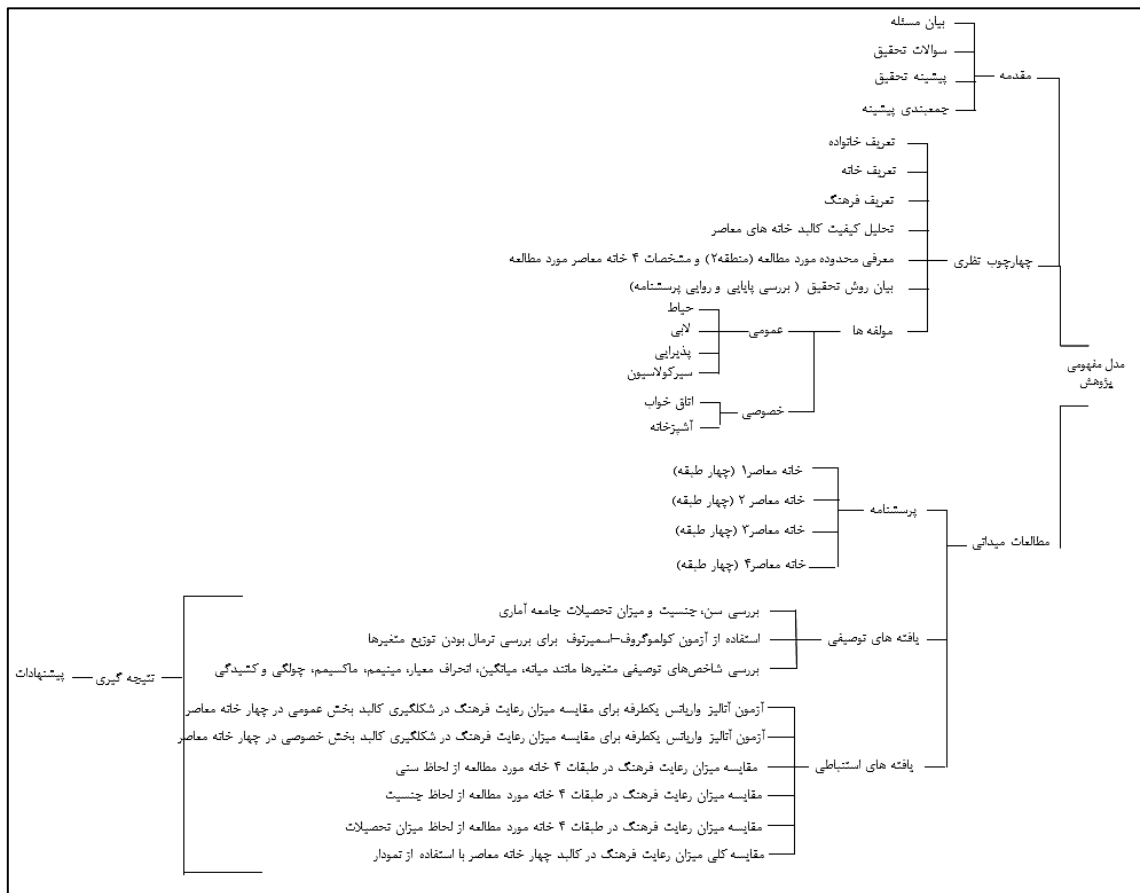 مدل مفهومی
پژوهش
مقدمه
بیان مسئله
سوالات تحقیق
پیشینه تحقیق
جمعبندی پیشینه
چهارچوب نظری
تعریف خانواده
تعریف خانه
تعریف فرهنگ
تحلیل کیفیت کالبد خانه های معاصر
معرفی محدوده مورد مطالعه (منطقه۲) و مشخصات ۴ خانه معاصر مورد مطالعه
بیان روش تحقیق ( بررسی پایایی و روایی پرسشنامه)
مولفه ها
عمومی
حیاط
لابی
پذیرایی
سیرکولاسیون
خصوصی
اتاق خواب
آشپزخانه
مطالعات میدانی
پرسشنامه
خانه معاصر۱ (چهار طبقه)
خانه معاصر ۲ (چهار طبقه)
خانه معاصر۳ (چهار طبقه)
خانه معاصر۴ (چهار طبقه)
یافته های توصیفی
بررسی سن، جنسیت و میزان تحصیلات جامعه آماری
استفاده از آزمون کولموگروف–اسمیرنوف برای بررسی نرمال بودن توزیع متغیرها
بررسی شاخص‌های توصیفی متغیرها مانند میانه، میانگین، انحراف معیار، مینیمم، ماکسیمم، چولگی و کشیدگی
یافته های استنباطی
آزمون آنالیز واریانس یکطرفه برای مقایسه میزان رعایت فرهنگ در شکلگیری کالبد بخش عمومی در چهار خانه معاصر
آزمون آنالیز واریانس یکطرفه برای مقایسه میزان رعایت فرهنگ در شکلگیری کالبد بخش خصوصی در چهار خانه معاصر
مقایسه میزان رعایت فرهنگ در طبقات ۴ خانه مورد مطالعه از لحاظ سنی
مقایسه میزان رعایت فرهنگ در طبقات ۴ خانه مورد مطالعه از لحاظ جنسیت
مقایسه میزان رعایت فرهنگ در طبقات ۴ خانه مورد مطالعه از لحاظ میزان تحصیلات
مقایسه کلی میزان رعایت فرهنگ در کالبد چهار خانه معاصر با استفاده از نمودار
نتیجه گیری
پیشنهادات